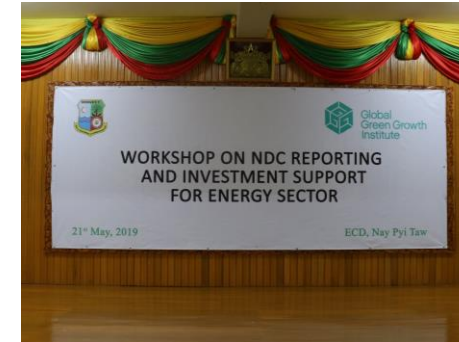 Global
Green Growth
Institute
WORKSHOP ON NDC REPORTING
AND INVESTMENT SUPPORT
FOR ENERGY SECTOR
21st May, 2019
ECD, Nay Pyi Taw